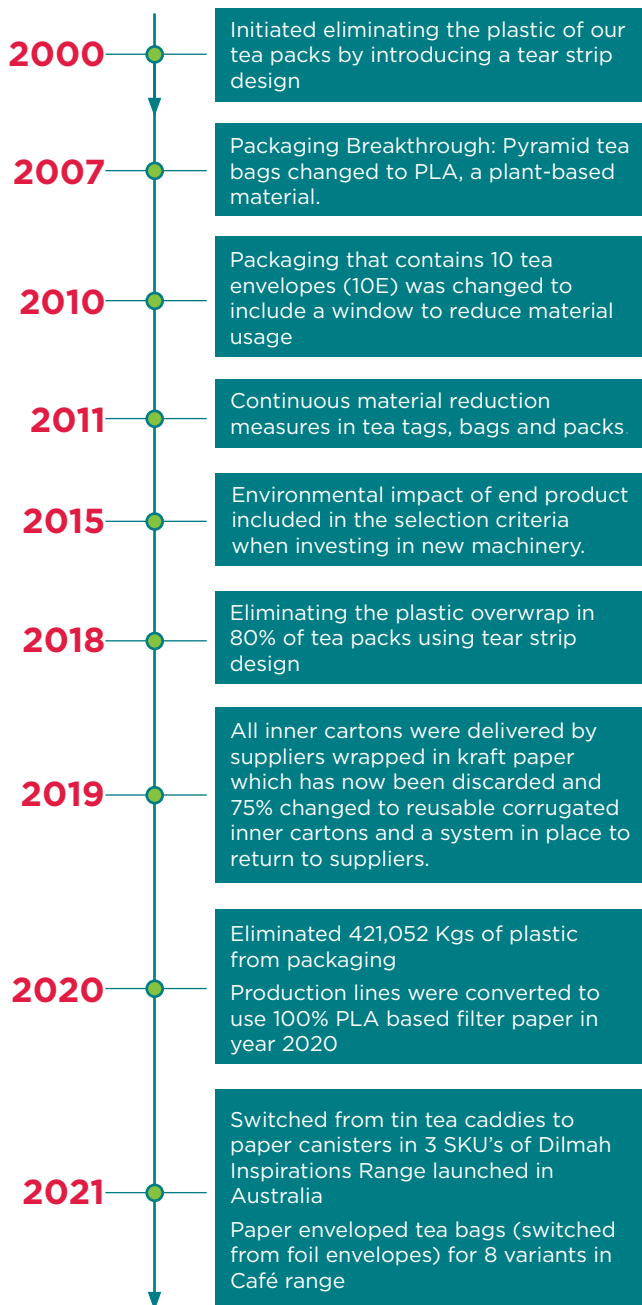 2000
Initiated eliminating the plastic of our
tea packs by introducing a tear strip
design
2007
Packaging Breakthrough: Pyramid tea
bags changed to PLA, a plant-based
material.
2010
Packaging that contains 10 tea
envelopes (10E) was changed to
include a window to reduce material
usage
2011
Continuous material reduction
measures in tea tags, bags and packs.
2015
Environmental impact of end product
included in the selection criteria
when investing in new machinery.
2018
Eliminating the plastic overwrap in
80% of tea packs using tear strip
design
2019
All inner cartons were delivered by
suppliers wrapped in kraft paper
which has now been discarded and
75% changed to reusable corrugated
inner cartons and a system in place to
return to suppliers.
2020
Eliminated 421,052 Kgs of plastic
from packaging
Production lines were converted to
use 100% PLA based filter paper in
year 2020
2021
Switched from tin tea caddies to
paper canisters in 3 SKU's of Dilmah
Inspirations Range launched in
Australia
Paper enveloped tea bags (switched
from foil envelopes) for 8 variants in
Café range